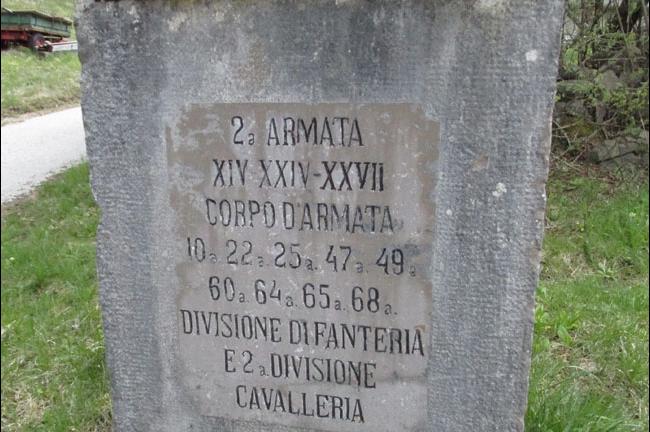 2a ARMATA
XIV-XXIV-XXVII
CORPO D'ARMATA
10a. 22a. 25a. 47a. 49a
60a. 64a. 65a. 68a.
DIVISIONE DI FANTERIA
E 2a. DIVISIONE
CAVALLERIA